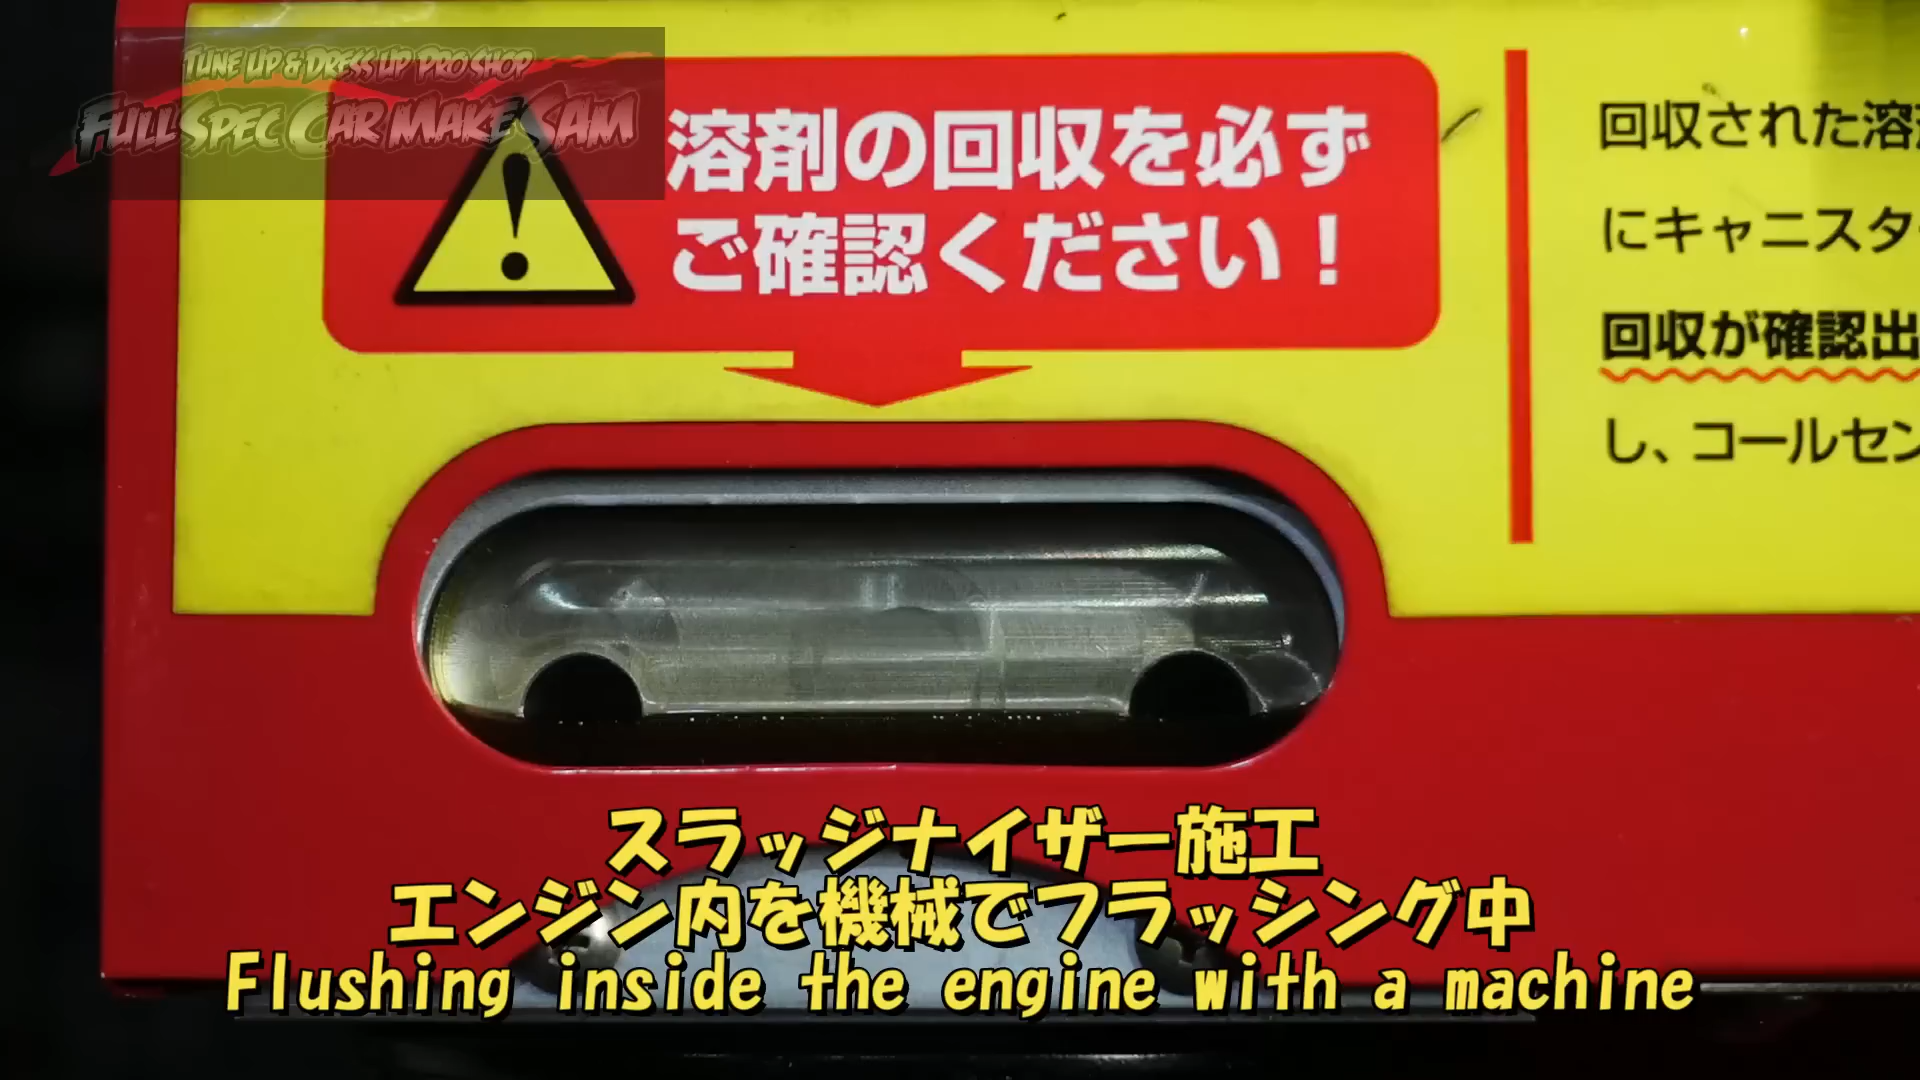 TUNE UP & DRESS UP PRO SHOP
FULL SPEC CAR MAKE SAM
溶剤の回収を必ず
ご確認ください!
回収された溶
にキャニスタ
回収が確認出
し、コールセン
スラッジナイザー施工
エンジン内を機械でフラッシング中
Flushing inside the engine with a machine